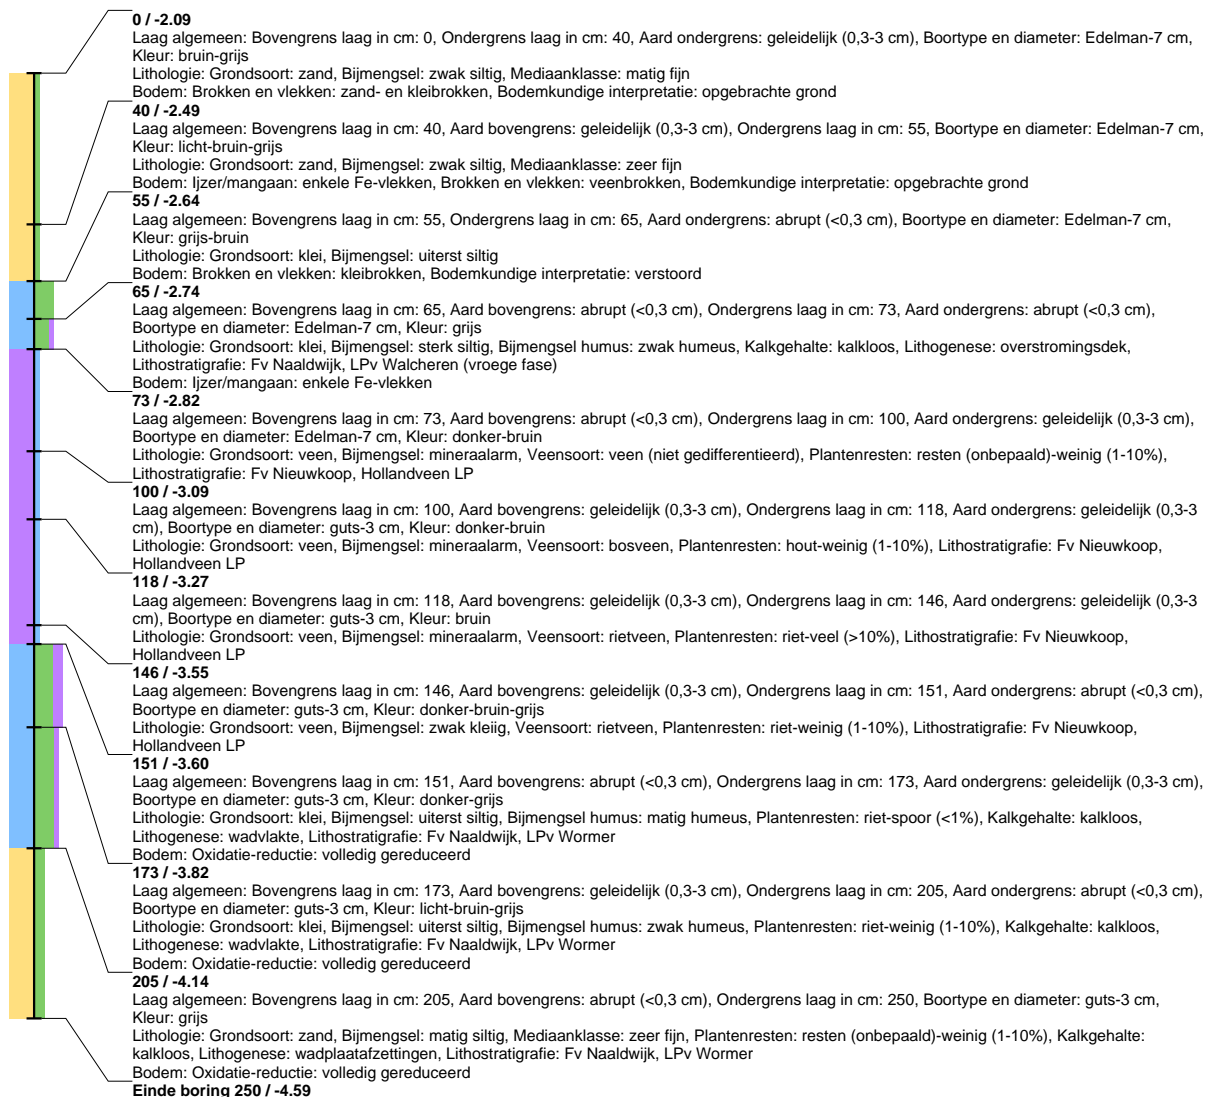 0 / -2.09
Laag algemeen: Bovengrens laag in cm: 0, Ondergrens laag in cm: 40, Aard ondergrens: geleidelijk (0,3-3 cm), Boortype en diameter: Edelman-7 cm,
Kleur: bruin-grijs
Lithologie: Grondsoort: zand, Bijmengsel: zwak siltig, Mediaanklasse: matig fijn
Bodem: Brokken en vlekken: zand- en kleibrokken, Bodemkundige interpretatie: opgebrachte grond
40 / -2.49
Laag algemeen: Bovengrens laag in cm: 40, Aard bovengrens: geleidelijk (0,3-3 cm), Ondergrens laag in cm: 55, Boortype en diameter: Edelman-7 cm,
Kleur: licht-bruin-grijs
Lithologie: Grondsoort: zand, Bijmengsel: zwak siltig, Mediaanklasse: zeer fijn
Bodem: Ijzer/mangaan: enkele Fe-vlekken, Brokken en vlekken: veenbrokken, Bodemkundige interpretatie: opgebrachte grond
55 / -2.64
Laag algemeen: Bovengrens laag in cm: 55, Ondergrens laag in cm: 65, Aard ondergrens: abrupt (<0,3 cm), Boortype en diameter: Edelman-7 cm,
Kleur: grijs-bruin
Lithologie: Grondsoort: klei, Bijmengsel: uiterst siltig
Bodem: Brokken en vlekken: kleibrokken, Bodemkundige interpretatie: verstoord
65 / -2.74
Laag algemeen: Bovengrens laag in cm: 65, Aard bovengrens: abrupt (<0,3 cm), Ondergrens laag in cm: 73, Aard ondergrens: abrupt (<0,3 cm),
Boortype en diameter: Edelman-7 cm, Kleur: grijs
Lithologie: Grondsoort: klei, Bijmengsel: sterk siltig, Bijmengsel humus: zwak humeus, Kalkgehalte: kalkloos, Lithogenese: overstromingsdek,
Lithostratigrafie: Fv Naaldwijk, LPv Walcheren (vroege fase)
Bodem: Ijzer/mangaan: enkele Fe-vlekken
73 / -2.82
Laag algemeen: Bovengrens laag in cm: 73, Aard bovengrens: abrupt (<0,3 cm), Ondergrens laag in cm: 100, Aard ondergrens: geleidelijk (0,3-3 cm),
Boortype en diameter: Edelman-7 cm, Kleur: donker-bruin
Lithologie: Grondsoort: veen, Bijmengsel: mineraalarm, Veensoort: veen (niet gedifferentieerd), Plantenresten: resten (onbepaald)-weinig (1-10%),
Lithostratigrafie: Fv Nieuwkoop, Hollandveen LP
100 / -3.09
Laag algemeen: Bovengrens laag in cm: 100, Aard bovengrens: geleidelijk (0,3-3 cm), Ondergrens laag in cm: 118, Aard ondergrens: geleidelijk (0,3-3
cm), Boortype en diameter: guts-3 cm, Kleur: donker-bruin
Lithologie: Grondsoort: veen, Bijmengsel: mineraalarm, Veensoort: bosveen, Plantenresten: hout-weinig (1-10%), Lithostratigrafie: Fv Nieuwkoop,
Hollandveen LP
118 / -3.27
Laag algemeen: Bovengrens laag in cm: 118, Aard bovengrens: geleidelijk (0,3-3 cm), Ondergrens laag in cm: 146, Aard ondergrens: geleidelijk (0,3-3
cm), Boortype en diameter: guts-3 cm, Kleur: bruin
Lithologie: Grondsoort: veen, Bijmengsel: mineraalarm, Veensoort: rietveen, Plantenresten: riet-veel (>10%), Lithostratigrafie: Fv Nieuwkoop,
Hollandveen LP
146 / -3.55
Laag algemeen: Bovengrens laag in cm: 146, Aard bovengrens: geleidelijk (0,3-3 cm), Ondergrens laag in cm: 151, Aard ondergrens: abrupt (<0,3 cm),
Boortype en diameter: guts-3 cm, Kleur: donker-bruin-grijs
Lithologie: Grondsoort: veen, Bijmengsel: zwak kleiig, Veensoort: rietveen, Plantenresten: riet-weinig (1-10%), Lithostratigrafie: Fv Nieuwkoop,
Hollandveen LP
151 / -3.60
Laag algemeen: Bovengrens laag in cm: 151, Aard bovengrens: abrupt (<0,3 cm), Ondergrens laag in cm: 173, Aard ondergrens: geleidelijk (0,3-3 cm),
Boortype en diameter: guts-3 cm, Kleur: donker-grijs
Lithologie: Grondsoort: klei, Bijmengsel: uiterst siltig, Bijmengsel humus: matig humeus, Plantenresten: riet-spoor (<1%), Kalkgehalte: kalkloos,
Lithogenese: wadvlakte, Lithostratigrafie: Fv Naaldwijk, LPv Wormer
Bodem: Oxidatie-reductie: volledig gereduceerd
173 / -3.82
Laag algemeen: Bovengrens laag in cm: 173, Aard bovengrens: geleidelijk (0,3-3 cm), Ondergrens laag in cm: 205, Aard ondergrens: abrupt (<0,3 cm),
Boortype en diameter: guts-3 cm, Kleur: licht-bruin-grijs
Lithologie: Grondsoort: klei, Bijmengsel: uiterst siltig, Bijmengsel humus: zwak humeus, Plantenresten: riet-weinig (1-10%), Kalkgehalte: kalkloos,
Lithogenese: wadvlakte, Lithostratigrafie: Fv Naaldwijk, LPv Wormer
Bodem: Oxidatie-reductie: volledig gereduceerd
205 / -4.14
Laag algemeen: Bovengrens laag in cm: 205, Aard bovengrens: abrupt (<0,3 cm), Ondergrens laag in cm: 250, Boortype en diameter: guts-3 cm,
Kleur: grijs
Lithologie: Grondsoort: zand, Bijmengsel: matig siltig, Mediaanklasse: zeer fijn, Plantenresten: resten (onbepaald)-weinig (1-10%), Kalkgehalte:
kalkloos, Lithogenese: wadplaatafzettingen, Lithostratigrafie: Fv Naaldwijk, LPv Wormer
Bodem: Oxidatie-reductie: volledig gereduceerd
Einde boring 250 / -4.59